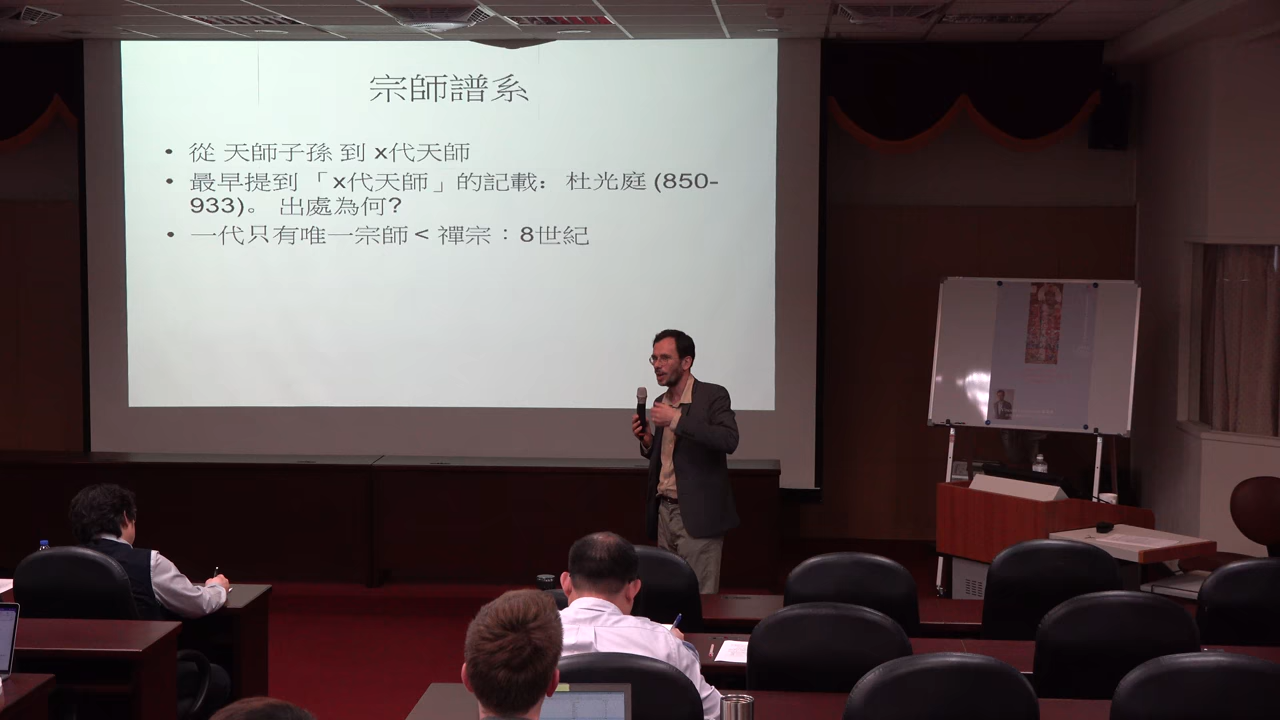 宗師譜系
• 從 天師子孫 到 x代天師
• 最早提到「x代天師」的記載： 杜光庭 (850-
933)。 出處為何?
• 一代只有唯一宗師 < 禪宗：8世紀